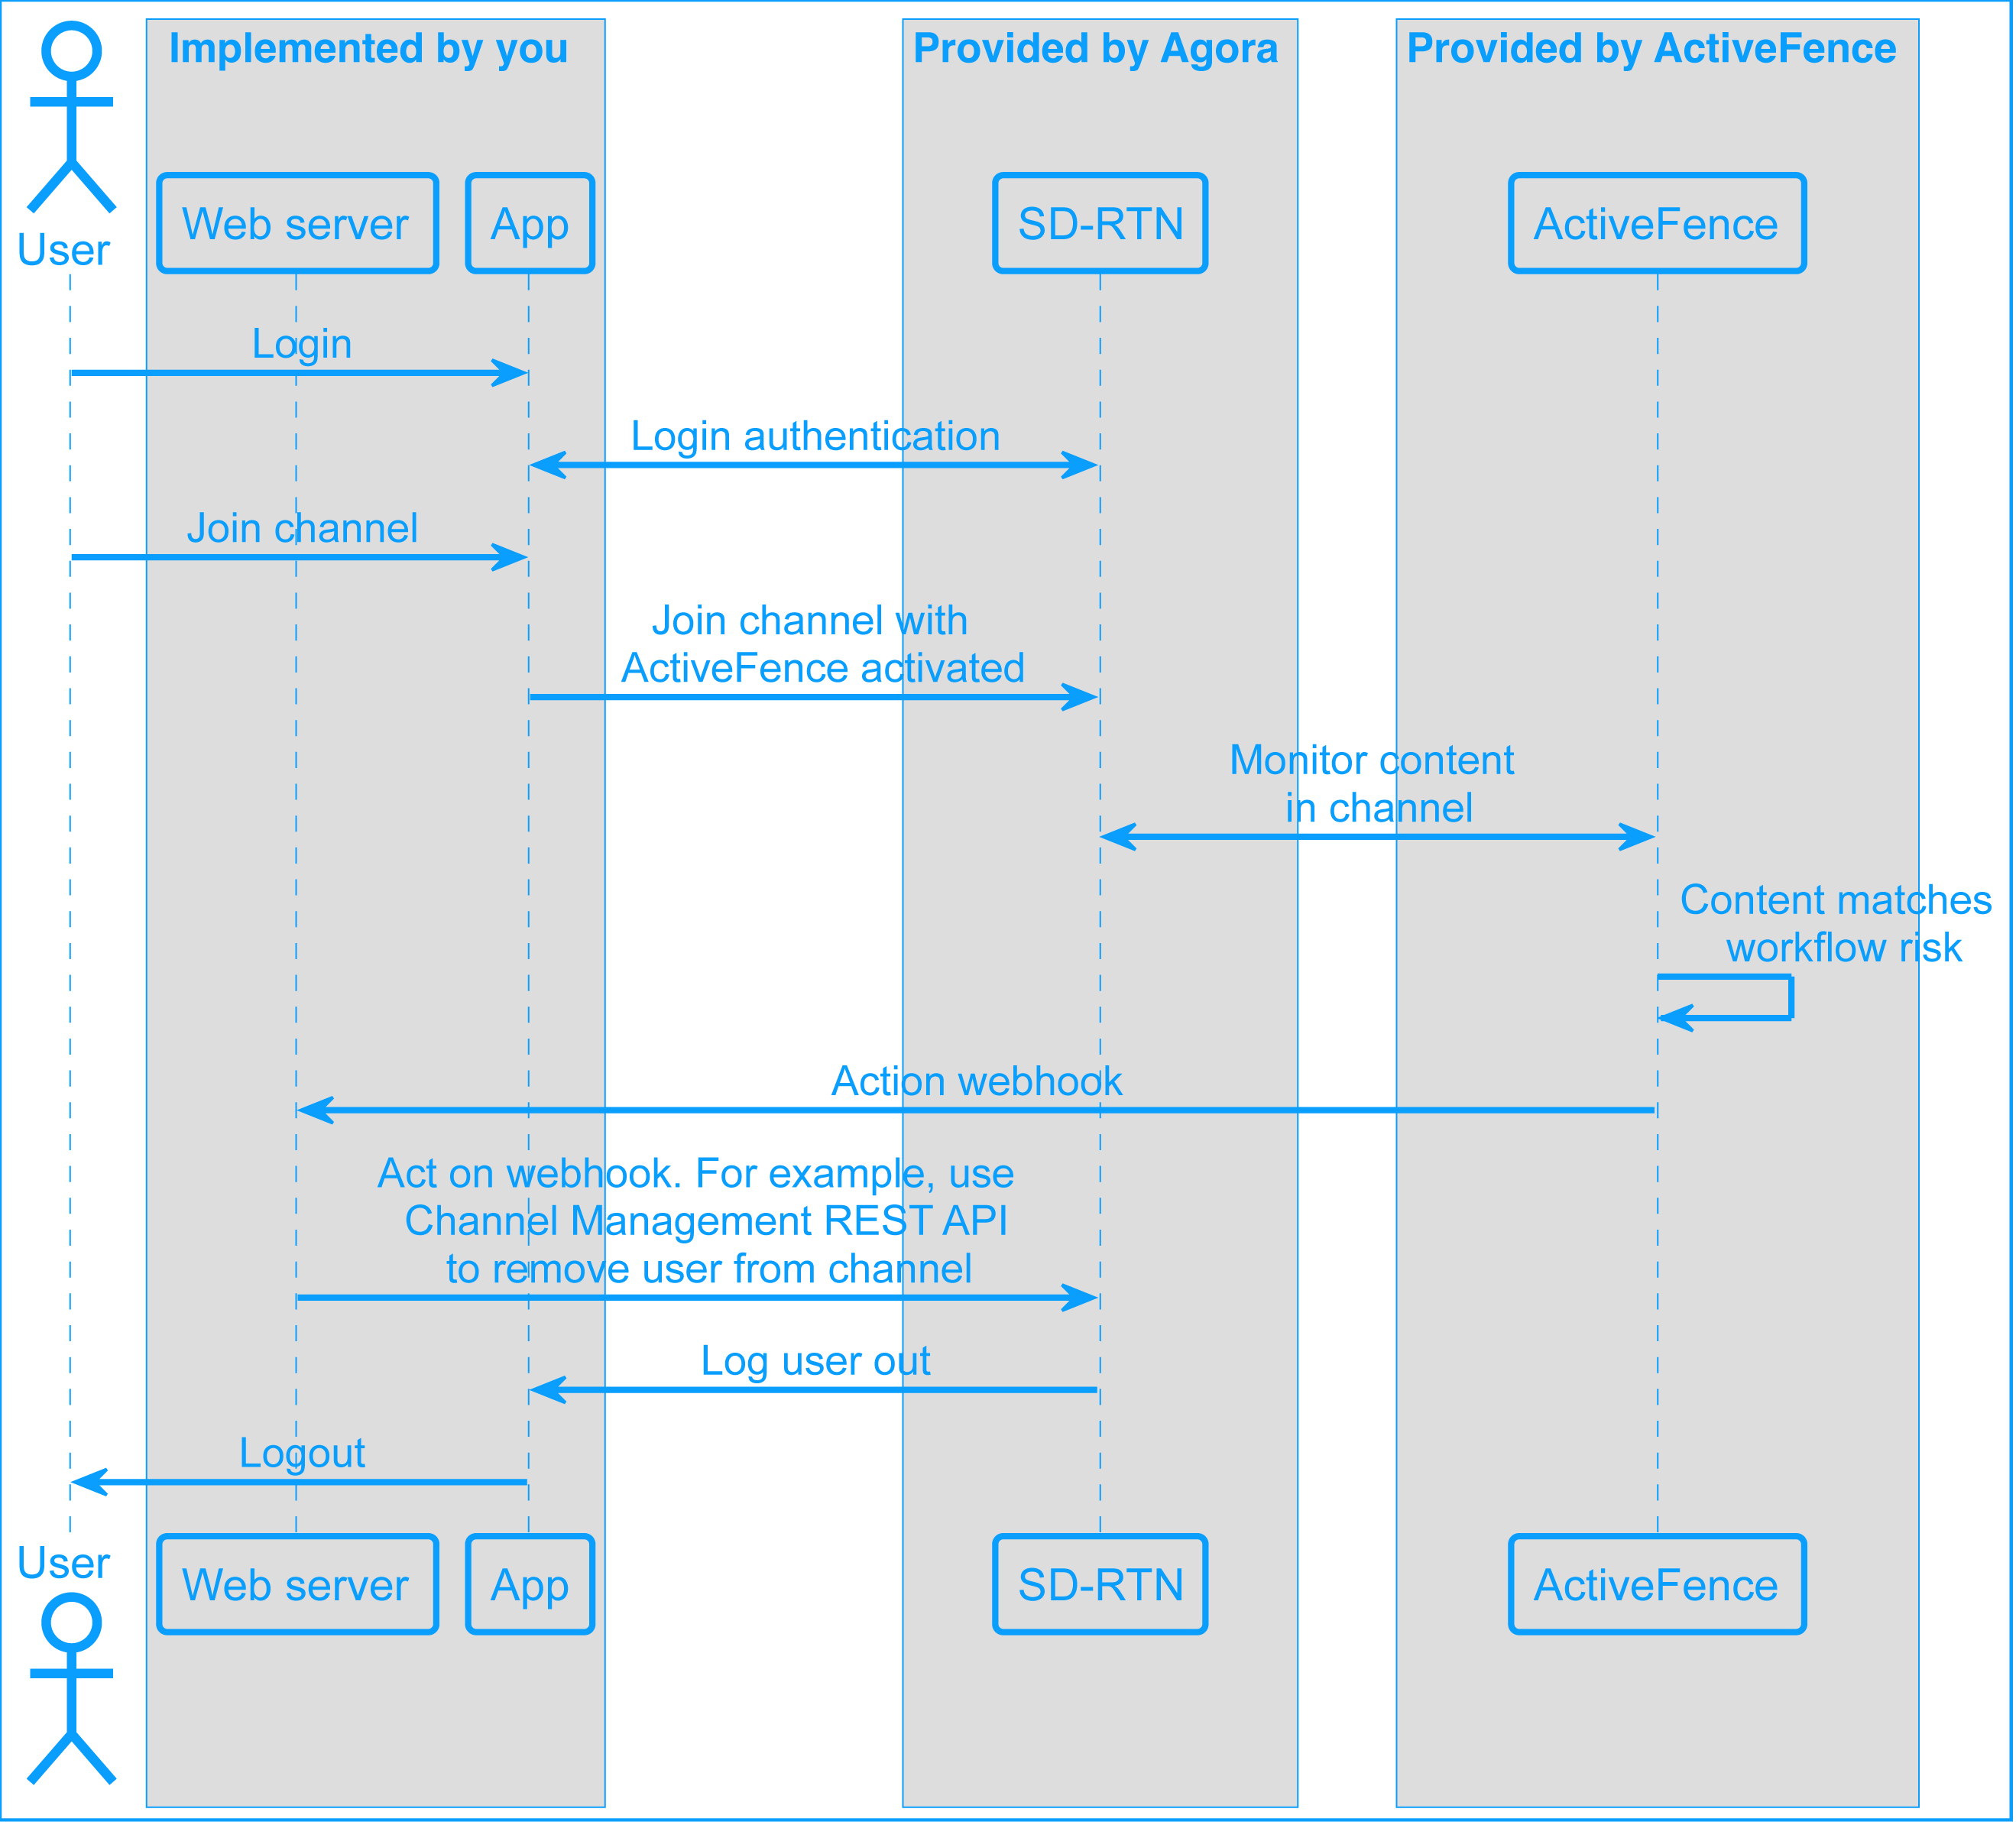 Implemented by you
Provided by Agora
Provided by ActiveFence
User
Web server
App
SD-RTN
ActiveFence
Login
Login authentication
Join channel
Join channel with
ActiveFence activated
Monitor content
in channel
Content matches
workflow risk
Action webhook
Act on webhook. For example, use
Channel Management REST API
to remove user from channel
Log user out
Logout
User
Web server
App
SD-RTN
ActiveFence